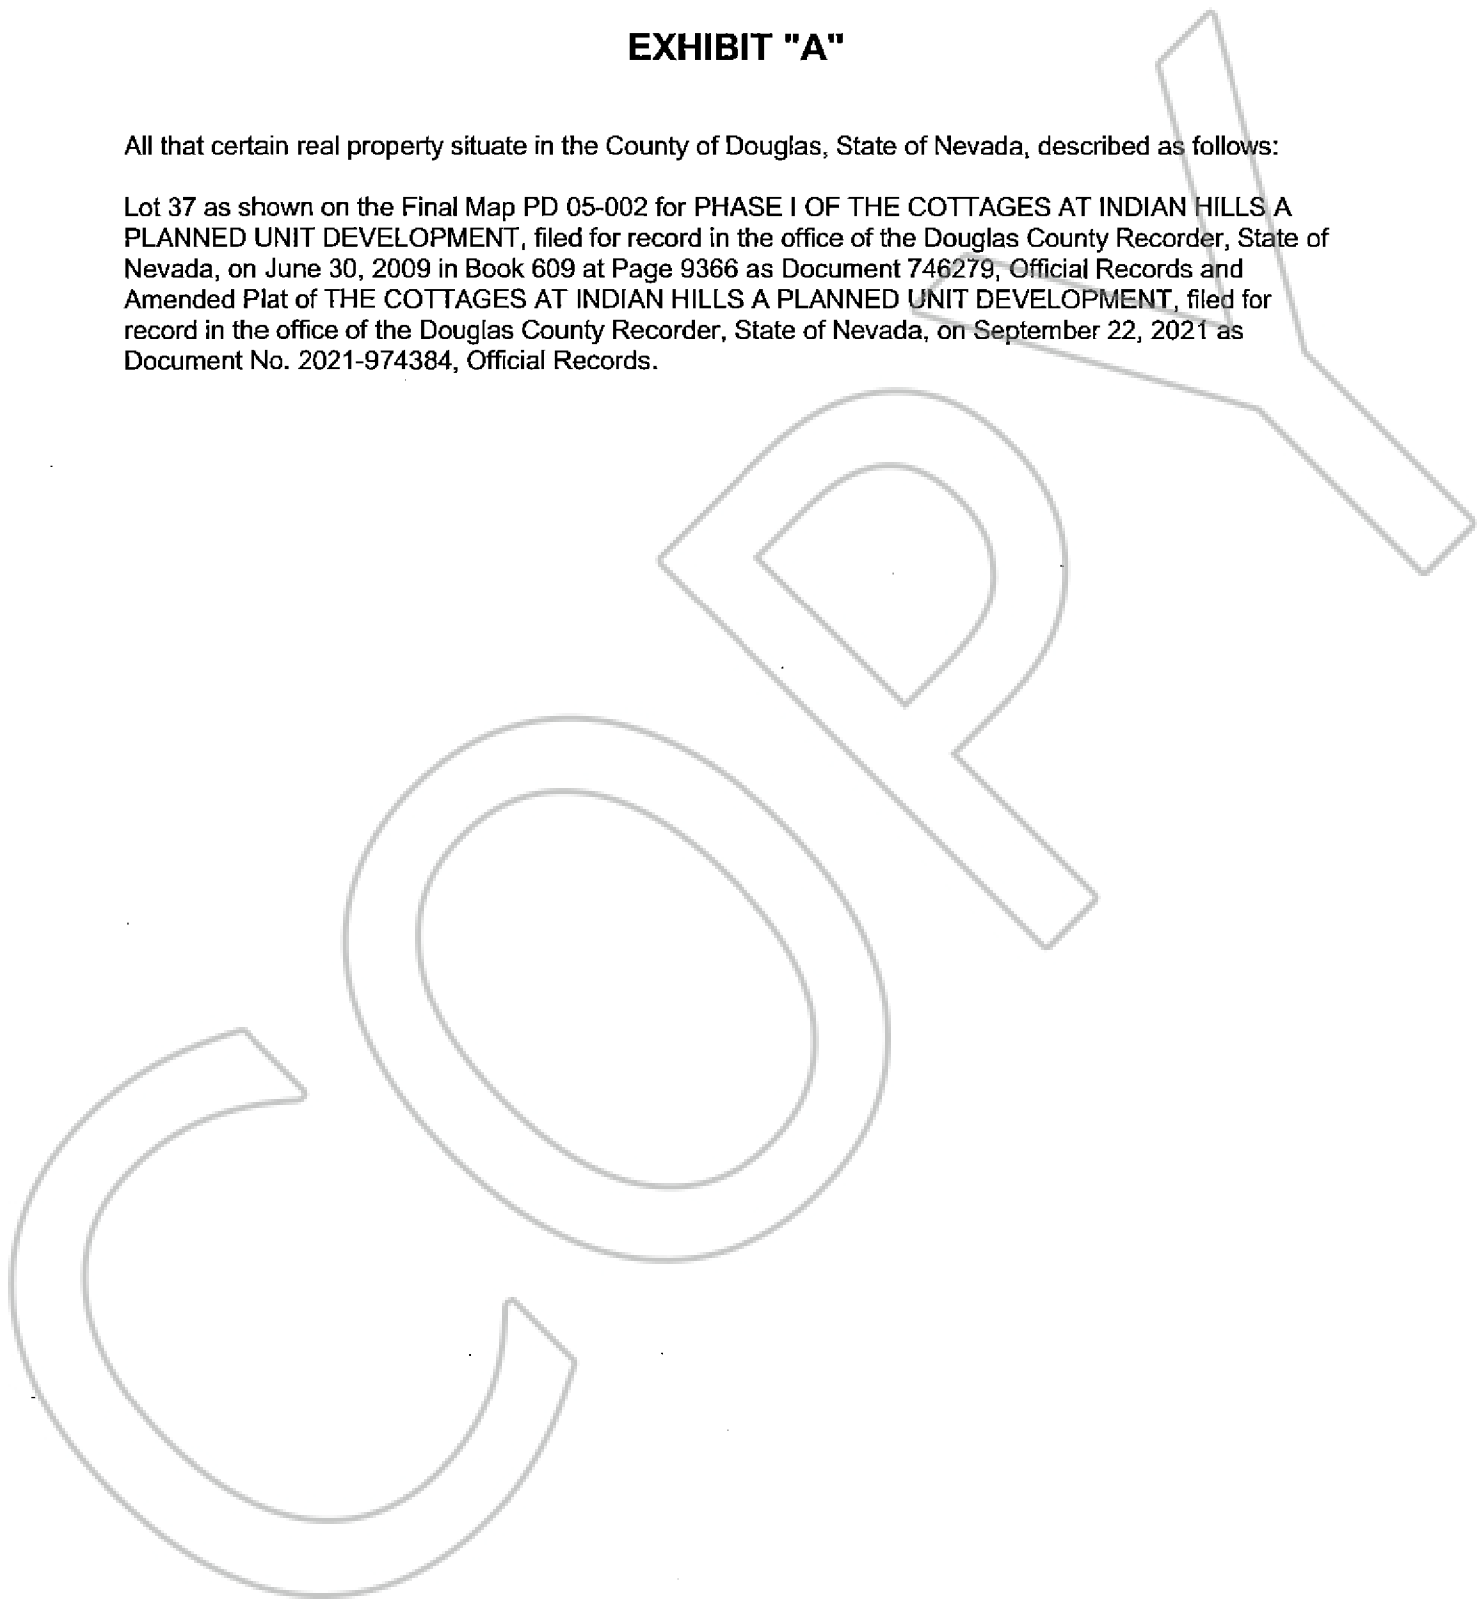 EXHIBIT "A"
All that certain real property situate in the County of Douglas, State of Nevada, described as follows:
Lot 37 as shown on the Final Map PD 05-002 for PHASE I OF THE COTTAGES AT INDIAN HILLS A
PLANNED UNIT DEVELOPMENT, filed for record in the office of the Douglas County Recorder, State of
Nevada, on June 30, 2009 in Book 609 at Page 9366 as Document 746279, Official Records and
Amended Plat of THE COTTAGES AT INDIAN HILLS A PLANNED UNIT DEVELOPMENT, filed for
record in the office of the Douglas County Recorder, State of Nevada, on September 22, 2021 as
Document No. 2021-974384, Official Records.
COPY